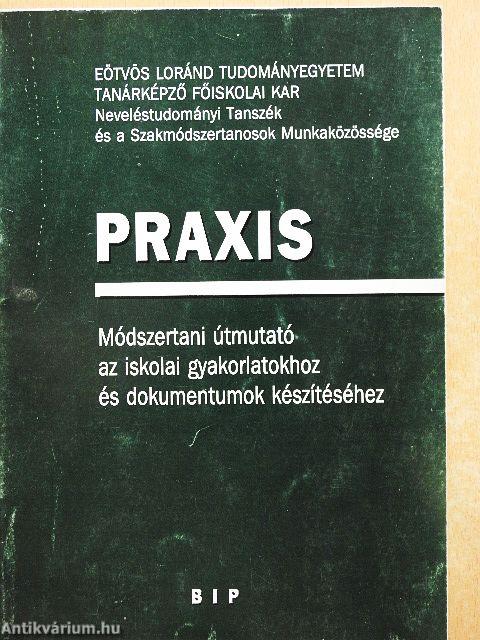 EÖTVÖS LORÁND TUDOMÁNYEGYETEM
TANÁRKÉPZŐ FŐISKOLAI KAR
Neveléstudományi Tanszék
és a Szakmódszertanosok Munkaközössége
PRAXIS
Módszertani útmutató
az iskolai gyakorlatokhoz
és dokumentumok készítéséhez
BIP
Antikvárium.hu